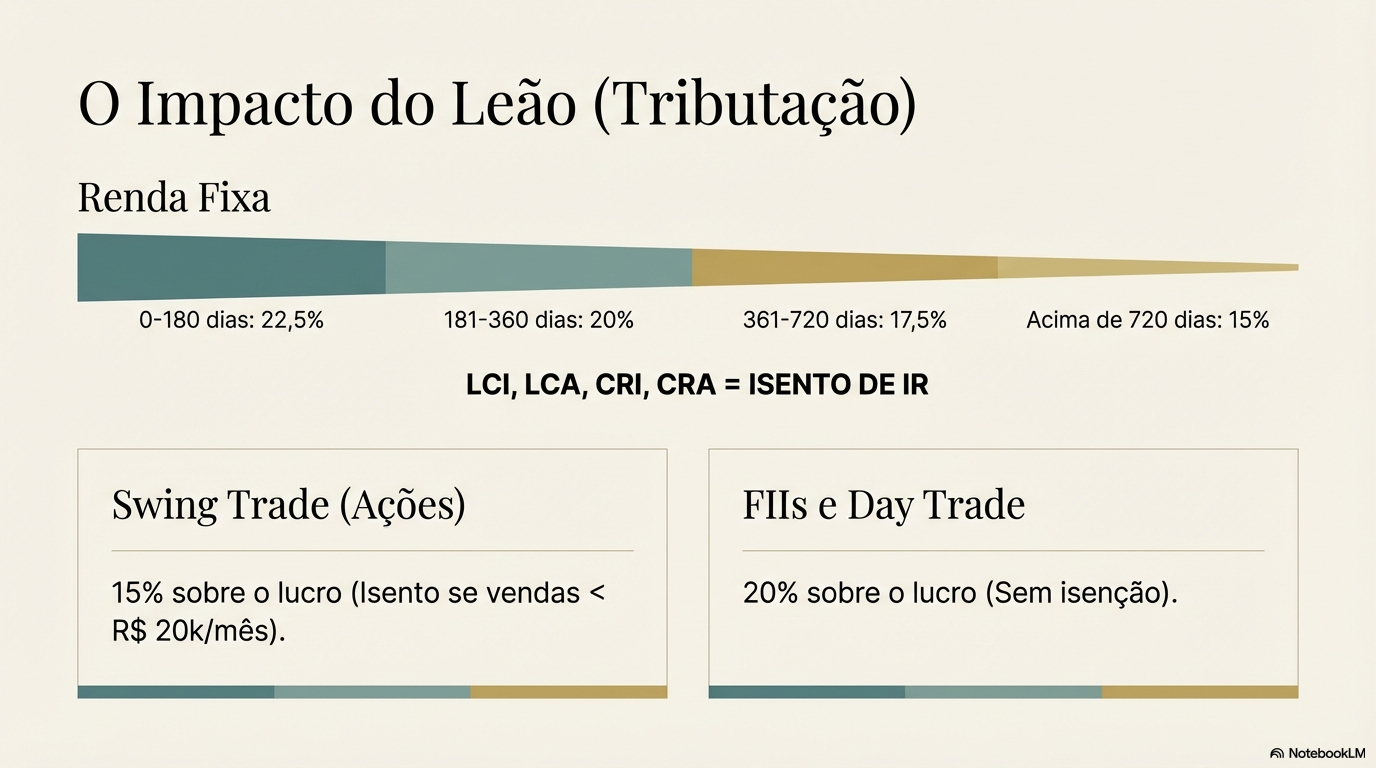 O Impacto do Leão (Tributação)
Renda Fixa
0-180 dias: 22,5%
181-360 dias: 20%
361-720 dias: 17,5%
Acima de 720 dias: 15%
LCI, LCA, CRI, CRA = ISENTO DE IR
Swing Trade (Ações)
15% sobre o lucro (Isento se vendas <
R$ 20k/mês).
FIIs e Day Trade
20% sobre o lucro (Sem isenção).
NotebookLM